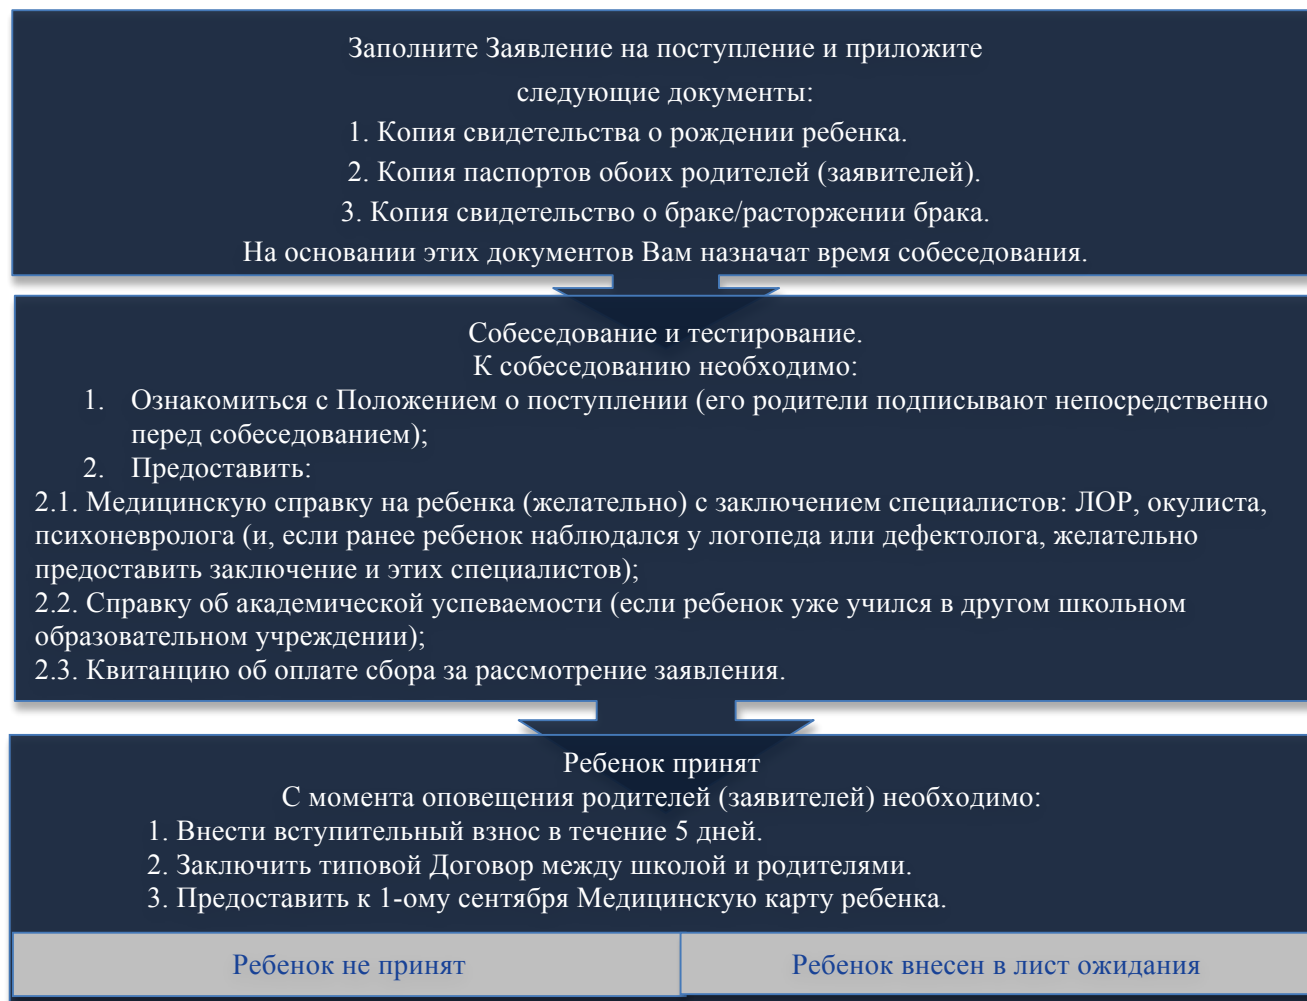 Заполните Заявление на поступление и приложите
следующие документы:
1. Копия свидетельства о рождении ребенка.
2. Копия паспортов обоих родителей (заявителей).
3. Копия свидетельство о браке/расторжении брака.
На основании этих документов Вам назначат время собеседования.
Собеседование и тестирование.
К собеседованию необходимо:
1. Ознакомиться с Положением о поступлении (его родители подписывают непосредственно
перед собеседованием);
2. Предоставить:
2.1. Медицинскую справку на ребенка (желательно) с заключением специалистов: ЛОР, окулиста,
психоневролога (и, если ранее ребенок наблюдался у логопеда или дефектолога, желательно
предоставить заключение и этих специалистов);
2.2. Справку об академической успеваемости (если ребенок уже учился в другом школьном
образовательном учреждении);
2.3. Квитанцию об оплате сбора за рассмотрение заявления.
Ребенок принят
С момента оповещения родителей (заявителей) необходимо:
1. Внести вступительный взнос в течение 5 дней.
2. Заключить типовой Договор между школой и родителями.
3. Предоставить к 1-ому сентября Медицинскую карту ребенка.
Ребенок не принят
Ребенок внесен в лист ожидания